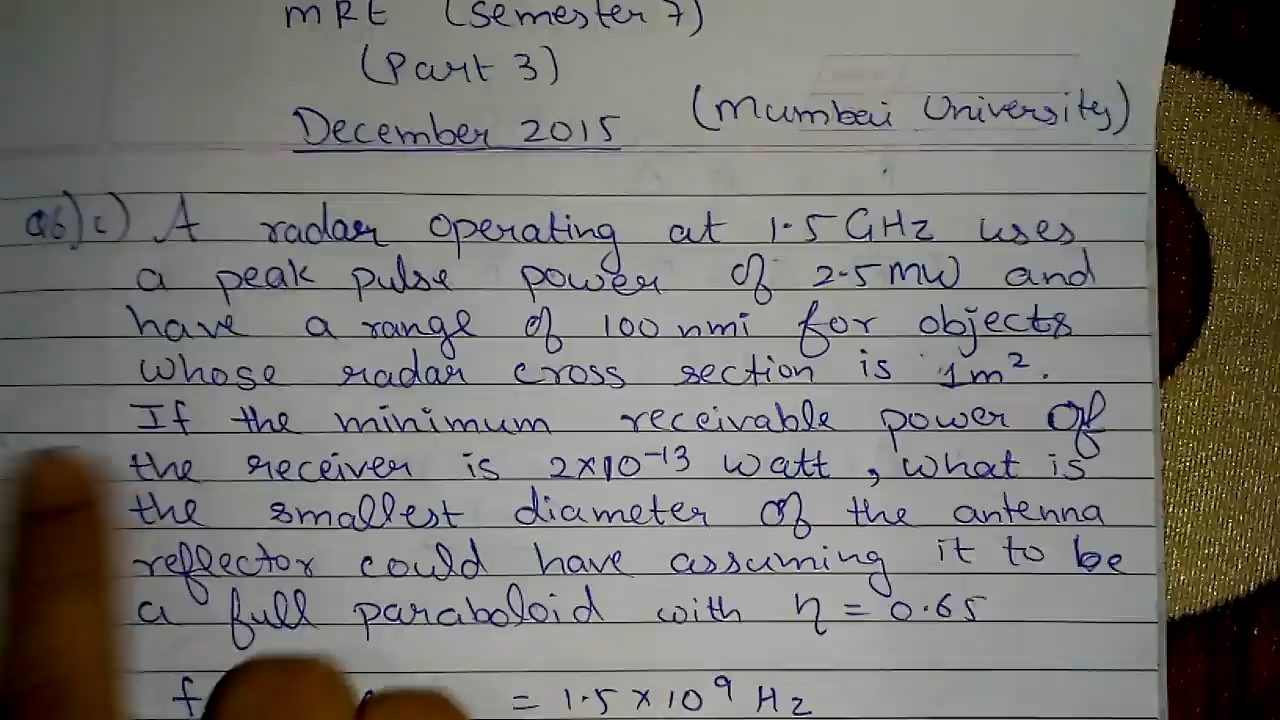 MRE (Semester 7)
(Part 3)
December 2015 (Mumbai University)
Q6) c) A radar operating at 1.5 GHz uses
a peak pulse power of 2.5 MW and
have a range of 100 nmi for objects
whose radar cross section is 1m².
If the minimum receivable power of
the receiver is 2×10⁻¹³ watt, what is
the smallest diameter of the antenna
reflector could have assuming it to be
a full paraboloid with η = 0.65
f = 1.5 × 10⁹ Hz